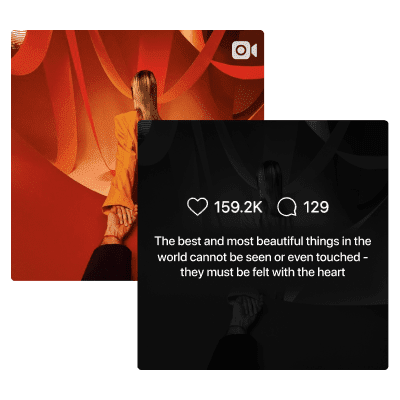 159.2K 129
The best and most beautiful things in the
world cannot be seen or even touched -
they must be felt with the heart